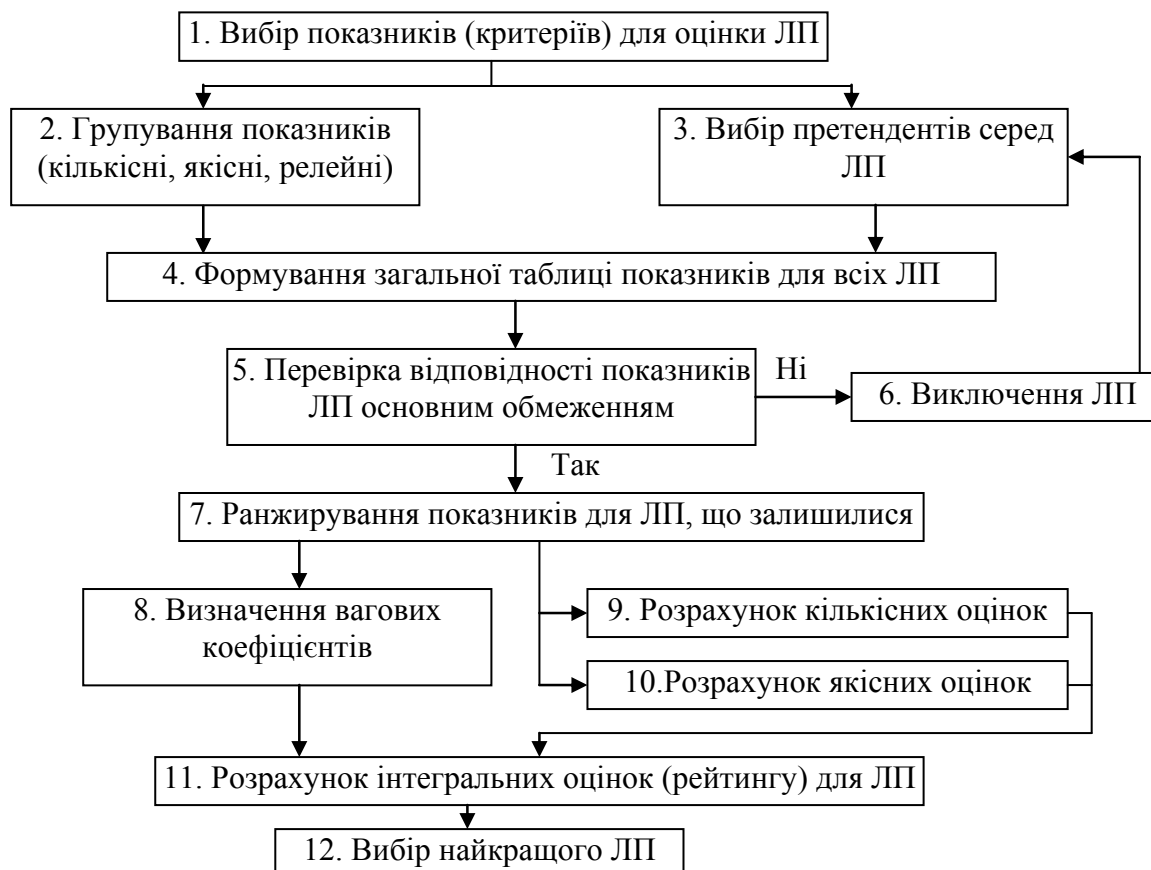 1. Вибір показників (критеріїв) для оцінки ЛП
2. Групування показників
(кількісні, якісні, релейні)
3. Вибір претендентів серед
ЛП
4. Формування загальної таблиці показників для всіх ЛП
5. Перевірка відповідності показників
ЛП основним обмеженням
Ні
6. Виключення ЛП
Так
7. Ранжирування показників для ЛП, що залишилися
8. Визначення вагових
коефіцієнтів
9. Розрахунок кількісних оцінок
10.Розрахунок якісних оцінок
11. Розрахунок інтегральних оцінок (рейтингу) для ЛП
12. Вибір найкращого ЛП